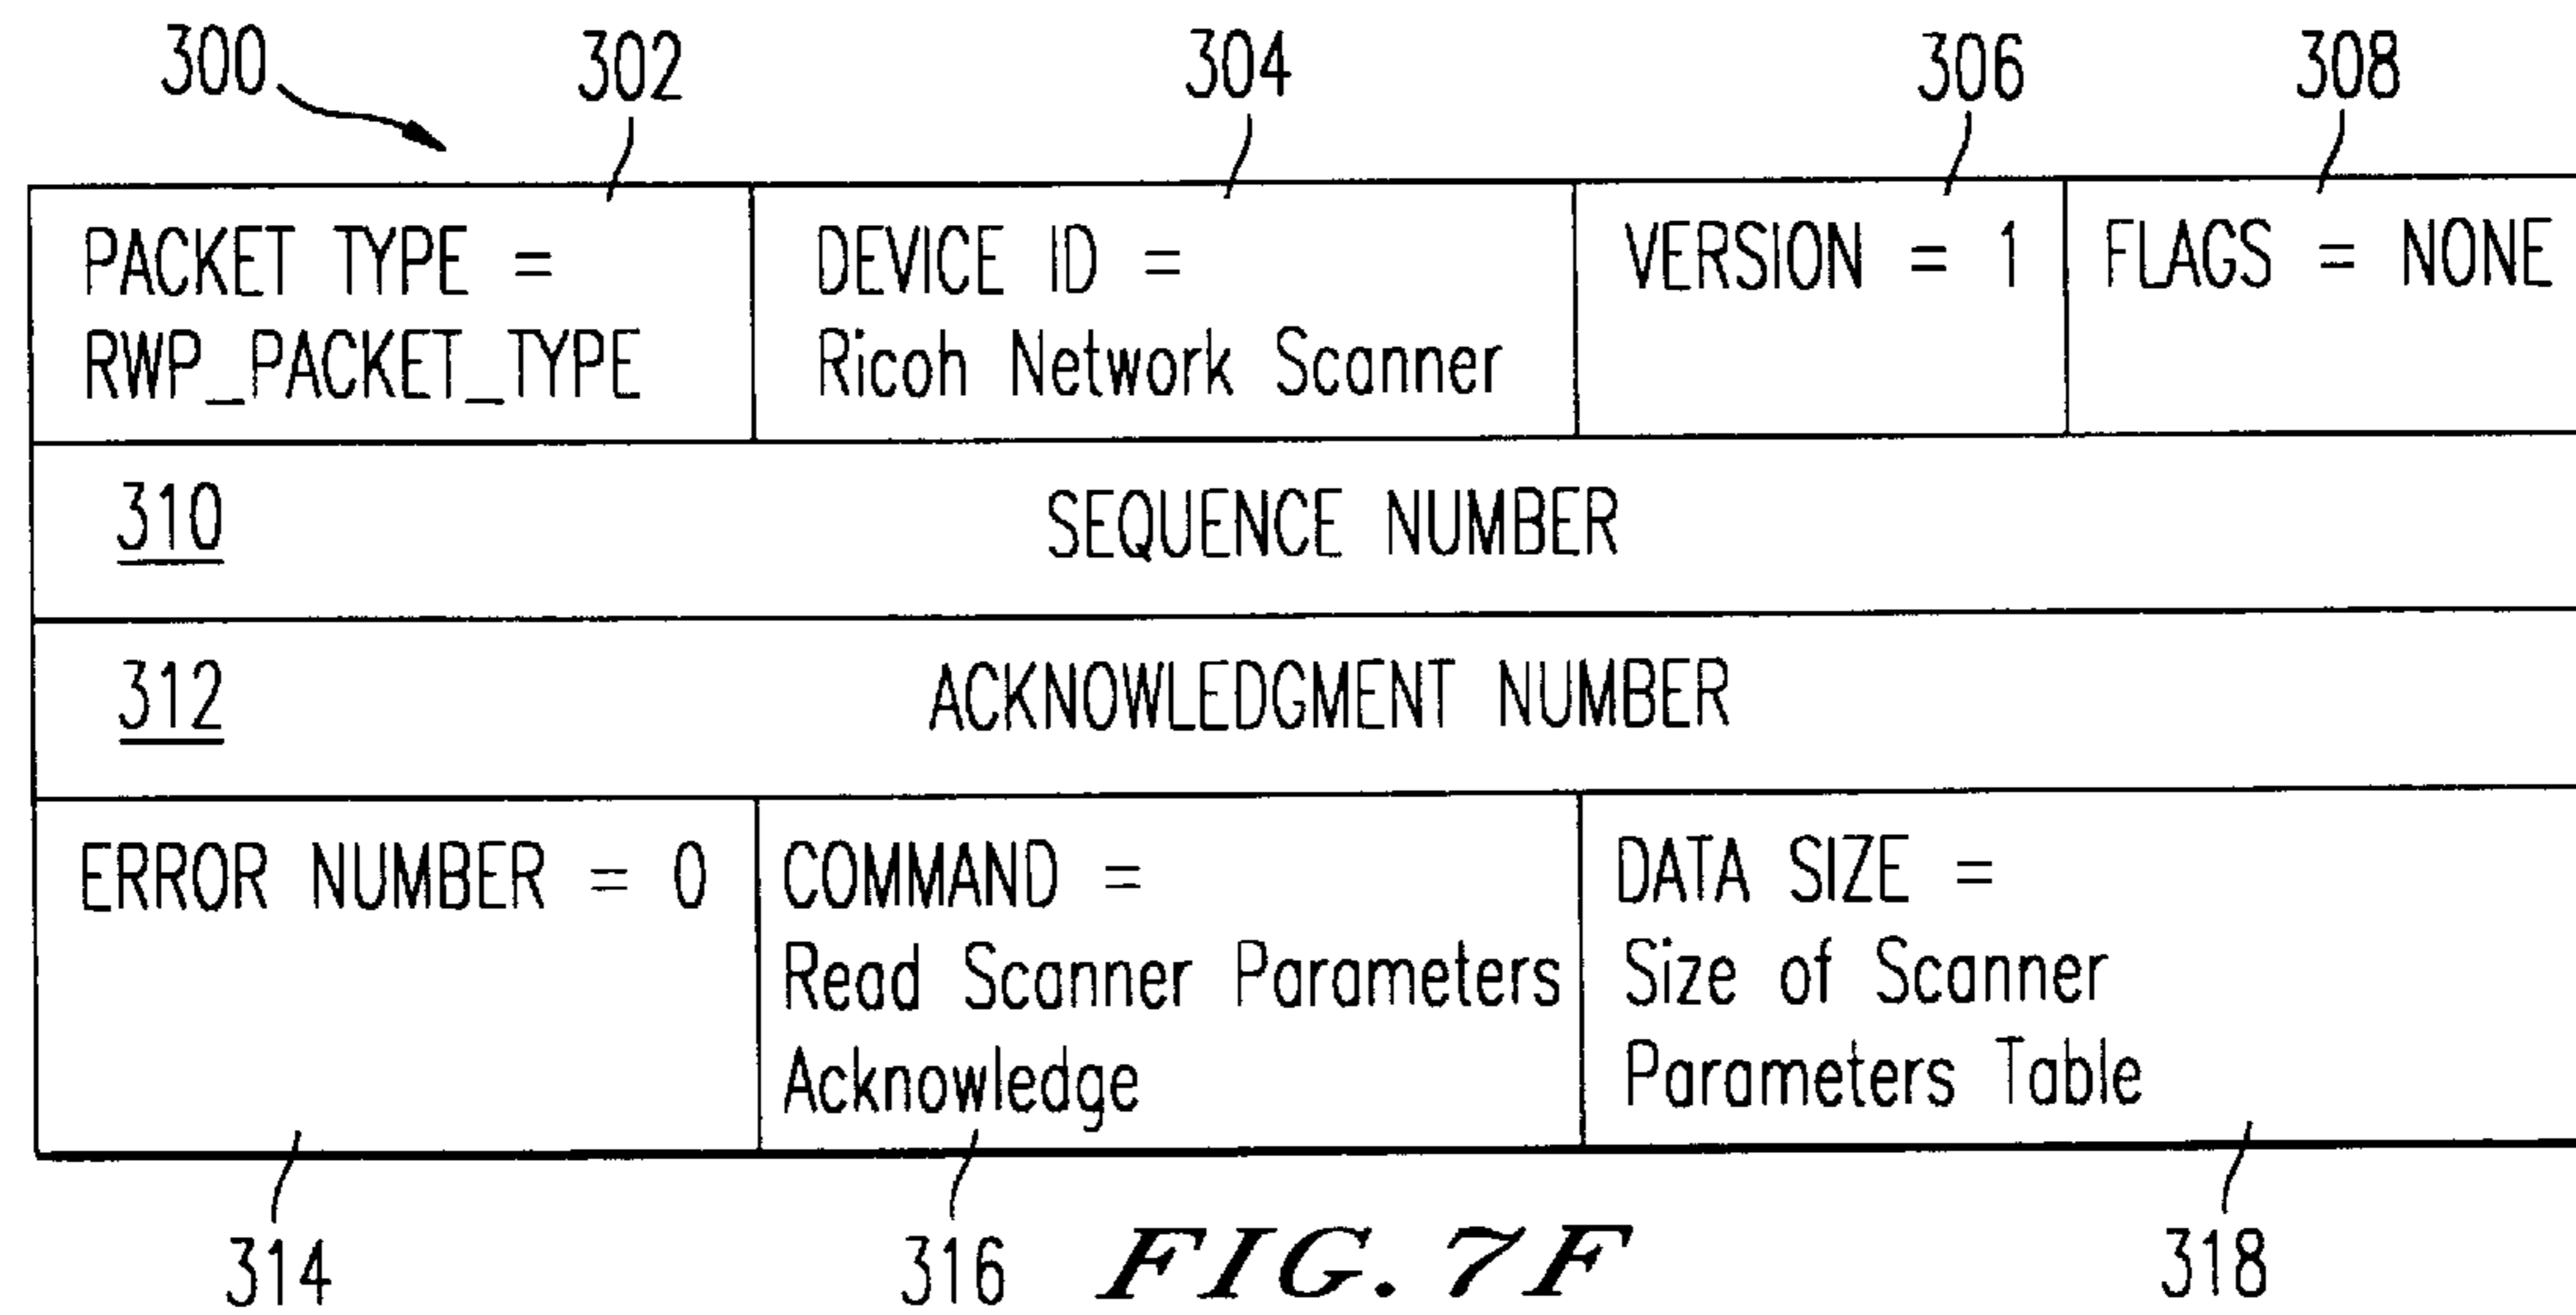 300 302 304 306 308
PACKET TYPE =
RWP_PACKET_TYPE
DEVICE ID =
Ricoh Network Scanner
VERSION = 1
FLAGS = NONE
310 SEQUENCE NUMBER
312 ACKNOWLEDGMENT NUMBER
ERROR NUMBER = 0
COMMAND =
Read Scanner Parameters
Acknowledge
DATA SIZE =
Size of Scanner
Parameters Table
314 316 318
FIG. 7F